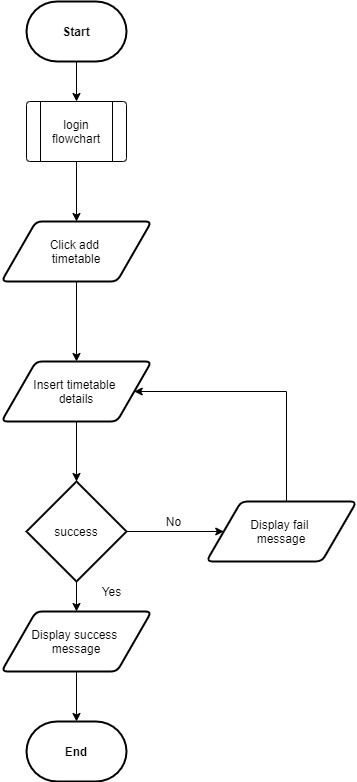 Start
login
flowchart
Click add
timetable
Insert timetable
details
success
No
Display fail
message
Yes
Display success
message
End